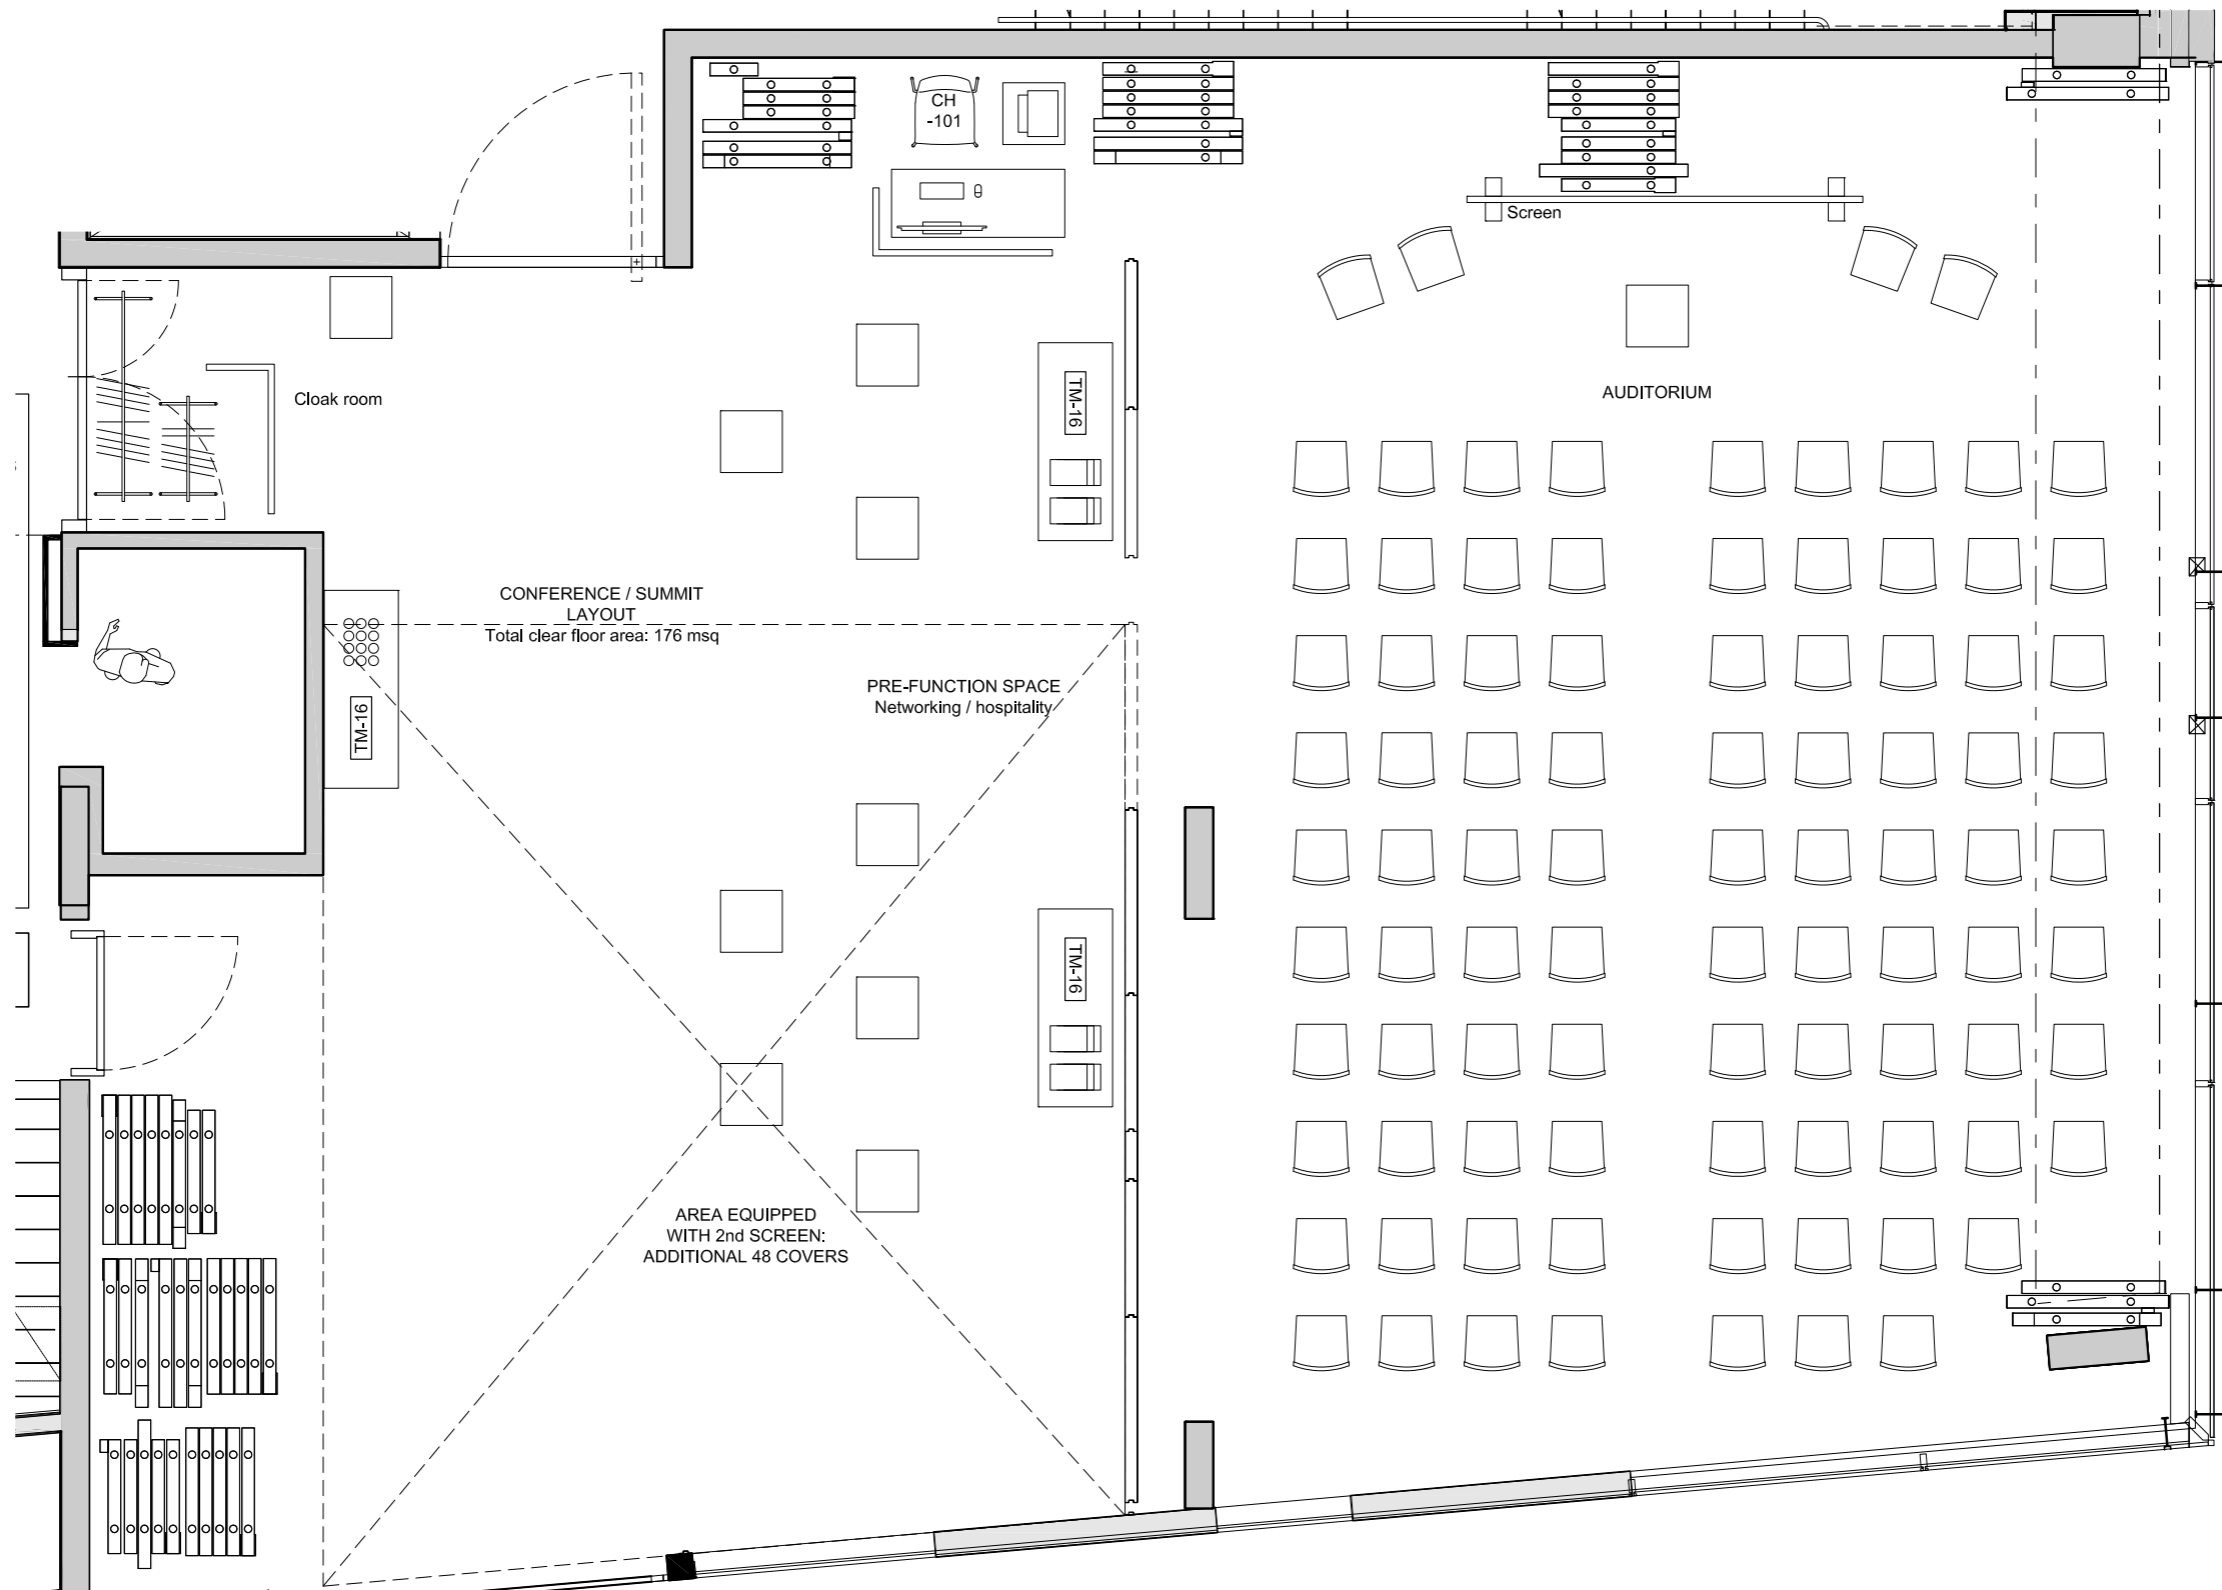 CH
-101
Screen
Cloak room
TM-16
AUDITORIUM
CONFERENCE / SUMMIT
LAYOUT
Total clear floor area: 176 msq
PRE-FUNCTION SPACE
Networking / hospitality
TM-16
TM-16
AREA EQUIPPED
WITH 2nd SCREEN:
ADDITIONAL 48 COVERS